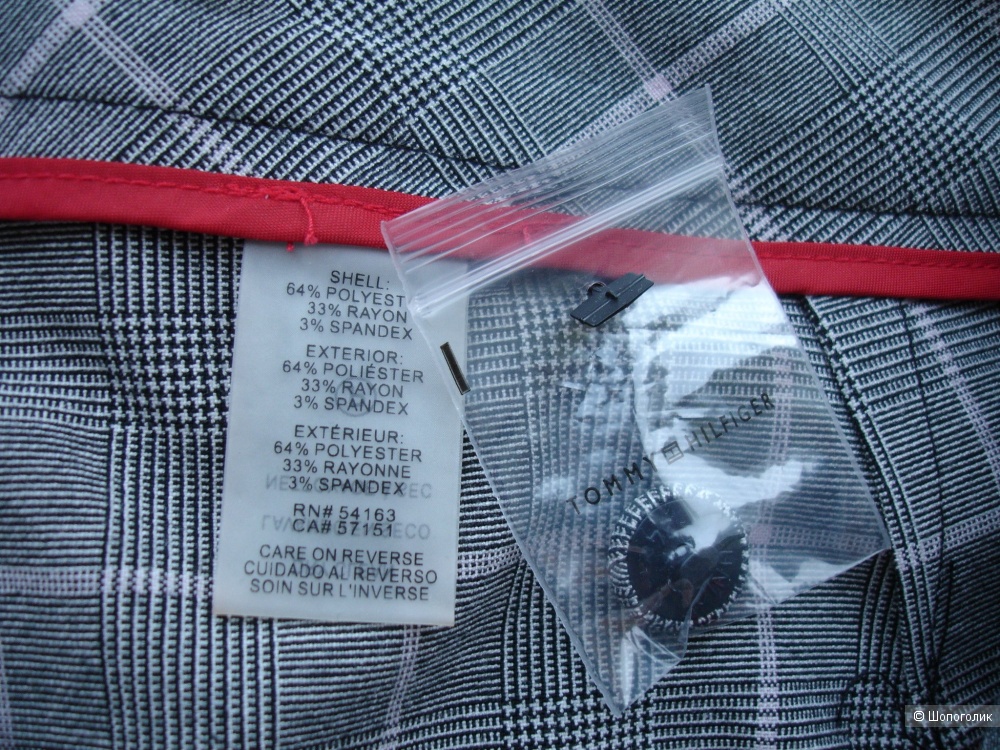 SHELL:
64% POLYEST
33% RAYON
3% SPANDEX
EXTERIOR:
64% POLIÉSTER
33% RAYON
3% SPANDEX
EXTÉRIEUR:
64% POLYESTER
33% RAYONNE
3% SPANDEX
RN# 54163
CA# 57151
CARE ON REVERSE
CUIDADO AL REVERSO
SOIN SUR L'INVERSE
TOMMY HILFIGER
© Шопоголик